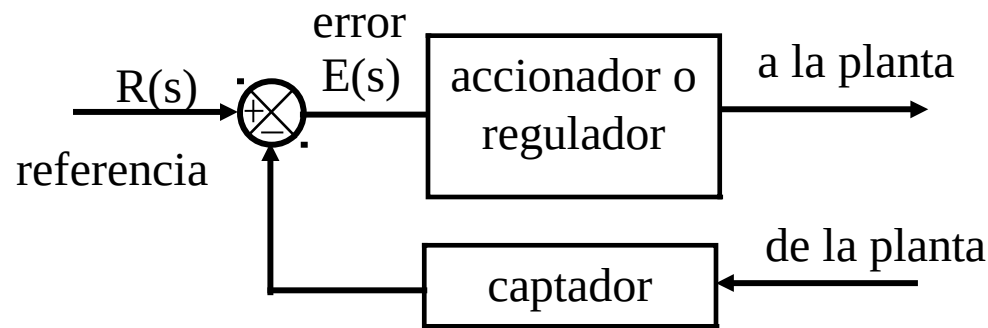 error
E(s)
R(s)
+
−
referencia
accionador o
regulador
a la planta
captador
de la planta